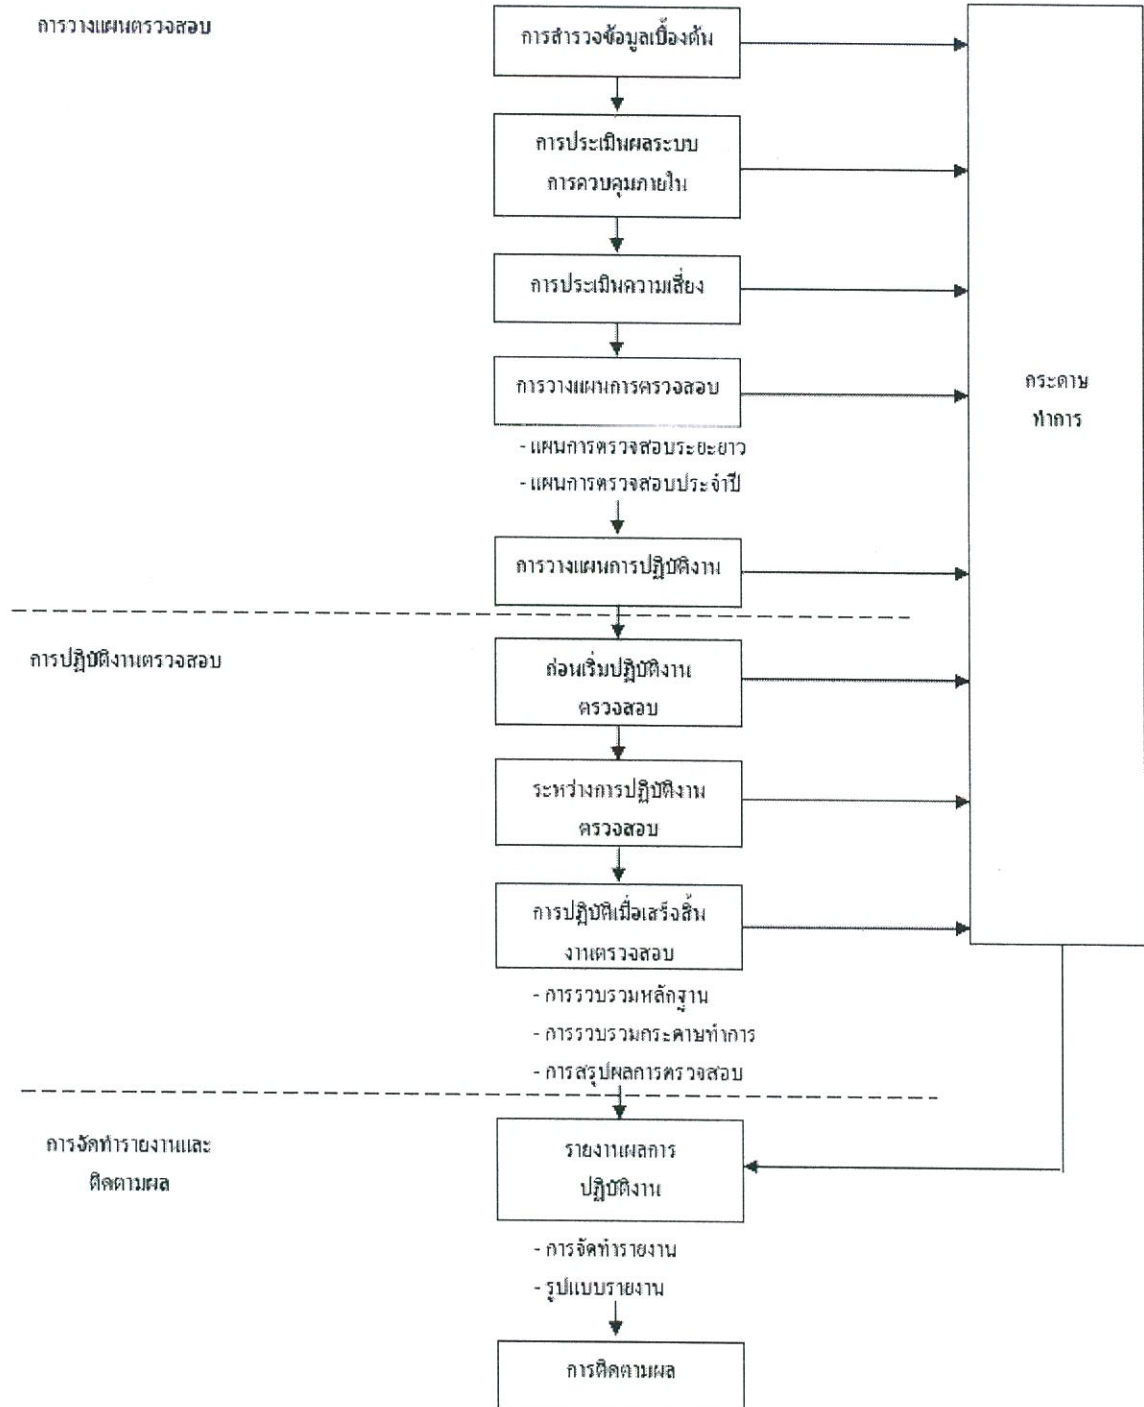 การวางแผนตรวจสอบ
การสำรวจข้อมูลเบื้องต้น
การประเมินผลระบบ
การควบคุมภายใน
การประเมินความเสี่ยง
การวางแผนการตรวจสอบ
- แผนการตรวจสอบระยะยาว
- แผนการตรวจสอบประจำปี
การวางแผนการปฏิบัติงาน
กระดาษ
ทำการ
การปฏิบัติงานตรวจสอบ
ก่อนเริ่มปฏิบัติงาน
ตรวจสอบ
ระหว่างการปฏิบัติงาน
ตรวจสอบ
การปฏิบัติเมื่อเสร็จสิ้น
งานตรวจสอบ
- การรวบรวมหลักฐาน
- การรวบรวมกระดาษทำการ
- การสรุปผลการตรวจสอบ
การจัดทำรายงานและ
ติดตามผล
รายงานผลการ
ปฏิบัติงาน
- การจัดทำรายงาน
- รูปแบบรายงาน
การติดตามผล